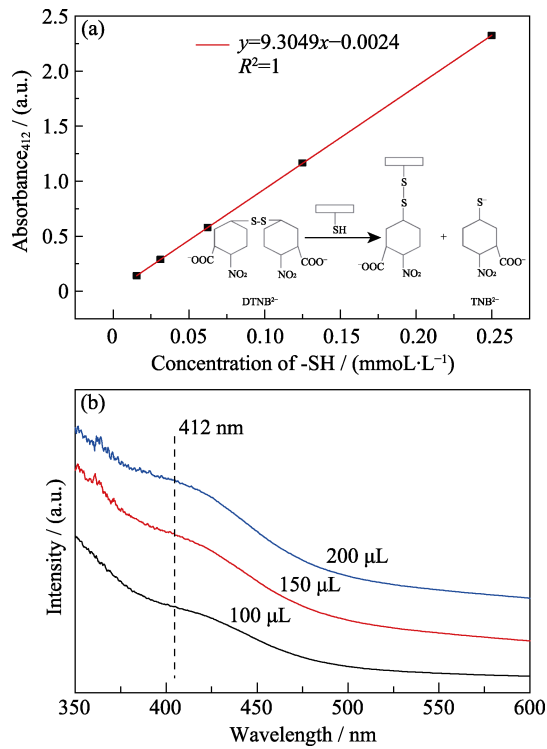 (a)
y=9.3049x−0.0024
R²=1
Absorbance₄₁₂ / (a.u.)
2.5
2.0
1.5
1.0
0.5
0
S-S
⁻OOC
NO₂
NO₂
COO⁻
DTNB²⁻
SH
S
S
⁻OOC
NO₂
+
S⁻
COO⁻
NO₂
TNB²⁻
0 0.05 0.10 0.15 0.20 0.25
Concentration of -SH / (mmoL·L⁻¹)
(b)
412 nm
Intensity / (a.u.)
200 μL
150 μL
100 μL
350 400 450 500 550 600
Wavelength / nm